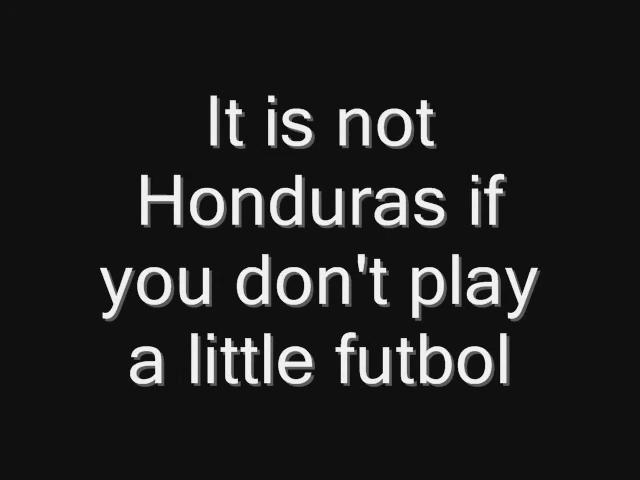 It is not
Honduras if
you don't play
a little futbol